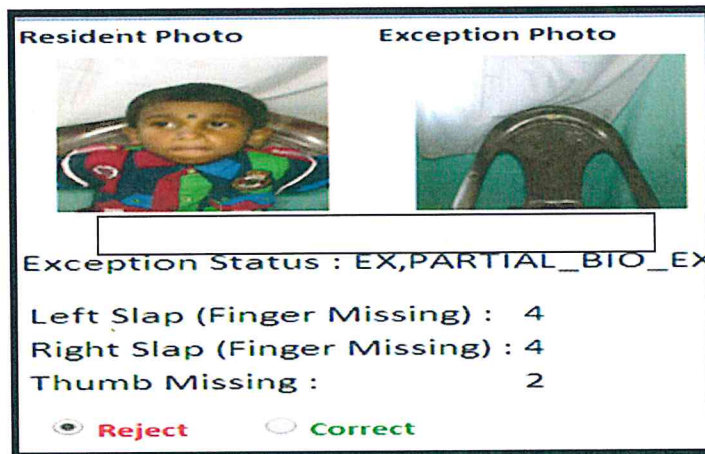 Resident Photo
Exception Photo
Exception Status : EX,PARTIAL_BIO_EX
Left Slap (Finger Missing) : 4
Right Slap (Finger Missing) : 4
Thumb Missing : 2
Reject
Correct